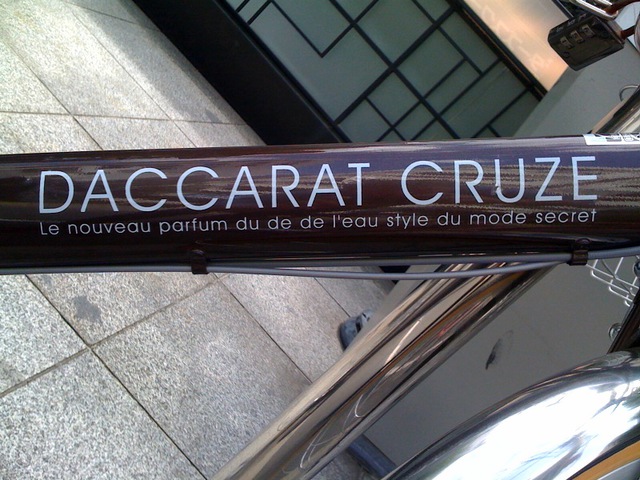 DACCARAT CRUZE
Le nouveau parfum du de de l'eau style du mode secret